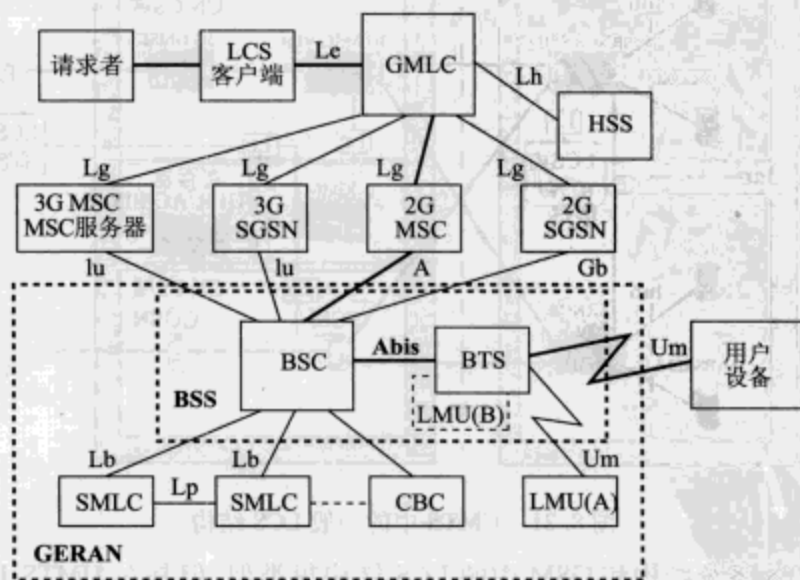 请求者
LCS
客户端
Le
GMLC
Lh
HSS
Lg
Lg
Lg
Lg
3G MSC
MSC服务器
3G
SGSN
2G
MSC
2G
SGSN
lu
lu
A
Gb
BSC
Abis
BTS
Um
用户
设备
BSS
LMU(B)
Lb
Lb
Um
SMLC
Lp
SMLC
CBC
LMU(A)
GERAN